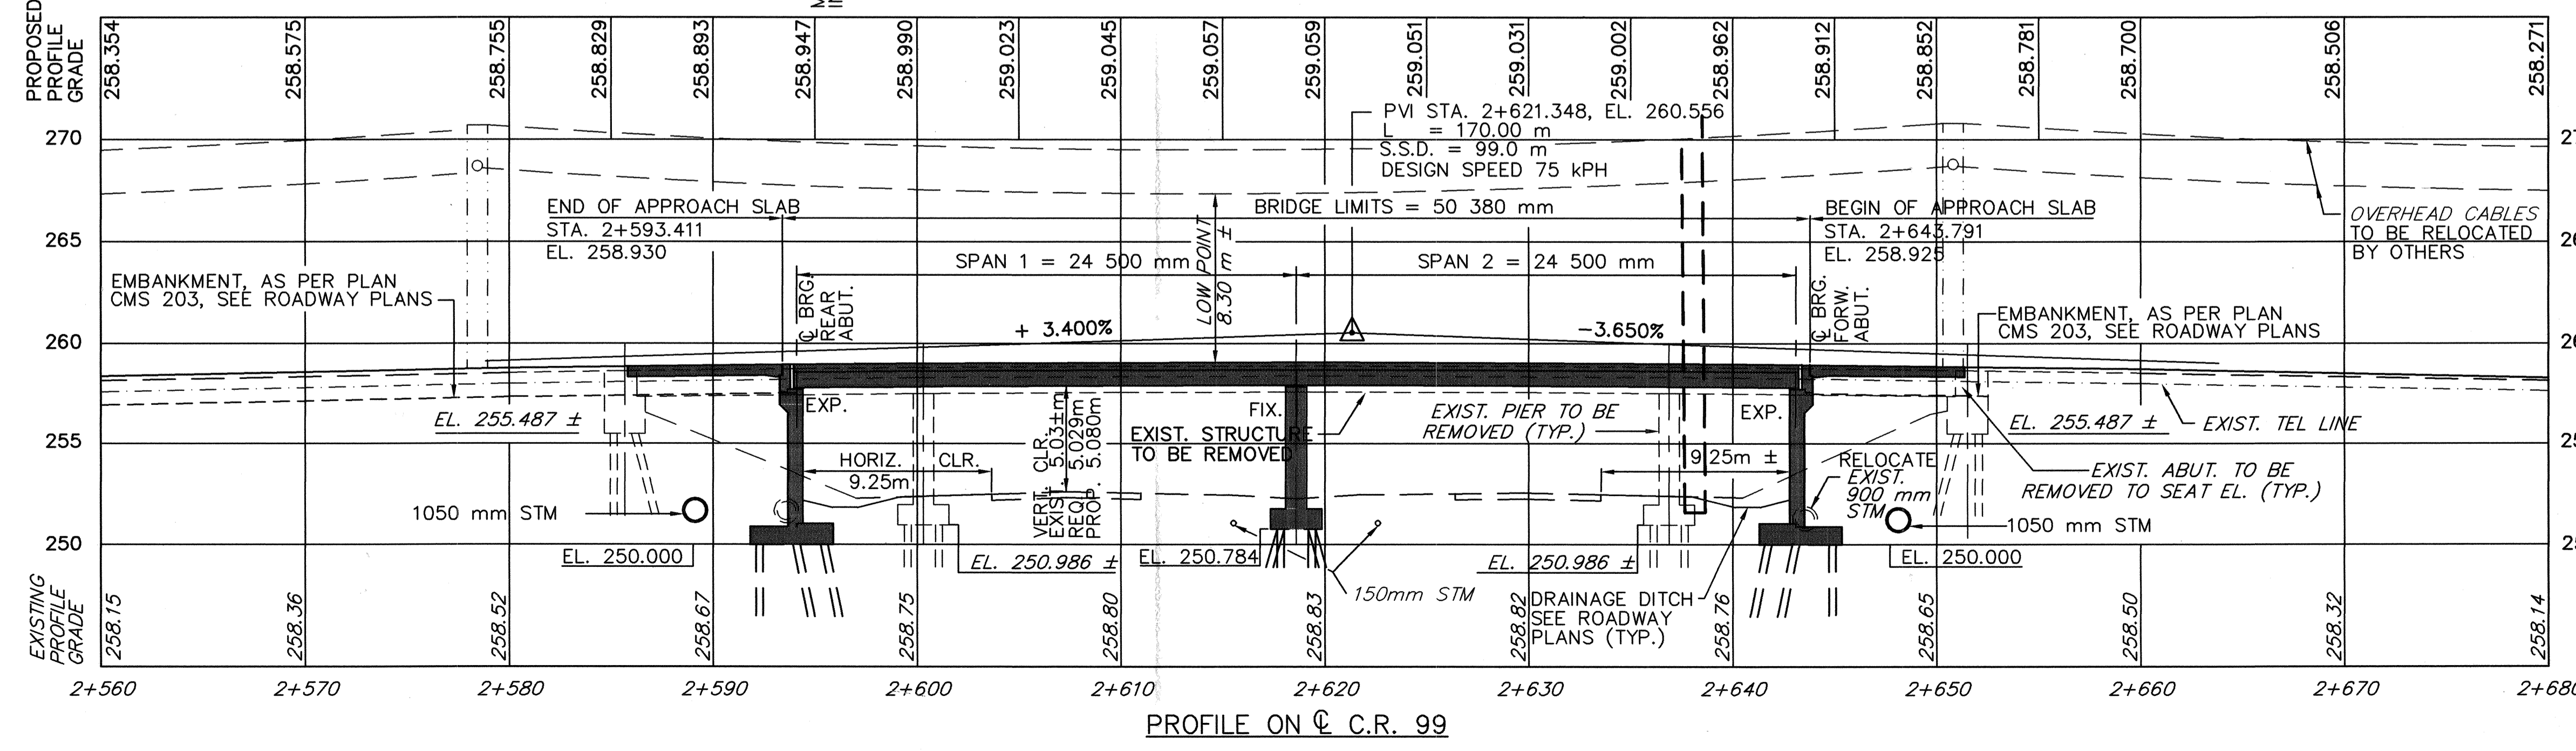 PROPOSED
PROFILE
GRADE
258.354
258.575
258.755
258.829
258.893
258.947
258.990
259.023
259.045
259.057
259.059
259.051
259.031
259.002
258.962
258.912
258.852
258.781
258.700
258.506
258.271
PVI STA. 2+621.348, EL. 260.556
L = 170.00 m
S.S.D. = 99.0 m
DESIGN SPEED 75 kPH
270
265
260
255
250
END OF APPROACH SLAB
STA. 2+593.411
EL. 258.930
BRIDGE LIMITS = 50 380 mm
BEGIN OF APPROACH SLAB
STA. 2+643.791
EL. 258.925
OVERHEAD CABLES
TO BE RELOCATED
BY OTHERS
EMBANKMENT, AS PER PLAN
CMS 203, SEE ROADWAY PLANS
SPAN 1 = 24 500 mm
SPAN 2 = 24 500 mm
LOW POINT
8.30 m ±
℄ BRG.
REAR
ABUT.
℄ BRG.
FORW.
ABUT.
+ 3.400%
-3.650%
EMBANKMENT, AS PER PLAN
CMS 203, SEE ROADWAY PLANS
EL. 255.487 ±
EXP.
VERT. CLR.
EXIST. 5.03±m
REQ. 5.029m
PROP. 5.080m
FIX.
EXIST. STRUCTURE
TO BE REMOVED
EXIST. PIER TO BE
REMOVED (TYP.)
EXP.
EL. 255.487 ±
EXIST. TEL LINE
HORIZ. CLR.
9.25m
9.25m ±
RELOCATE
EXIST.
900 mm
STM
EXIST. ABUT. TO BE
REMOVED TO SEAT EL. (TYP.)
1050 mm STM
1050 mm STM
EL. 250.000
EL. 250.986 ±
EL. 250.784
EL. 250.986 ±
EL. 250.000
150mm STM
DRAINAGE DITCH
SEE ROADWAY
PLANS (TYP.)
EXISTING
PROFILE
GRADE
258.15
258.36
258.52
258.67
258.75
258.80
258.83
258.82
258.76
258.65
258.50
258.32
258.14
2+560
2+570
2+580
2+590
2+600
2+610
2+620
2+630
2+640
2+650
2+660
2+670
2+680
PROFILE ON ℄ C.R. 99